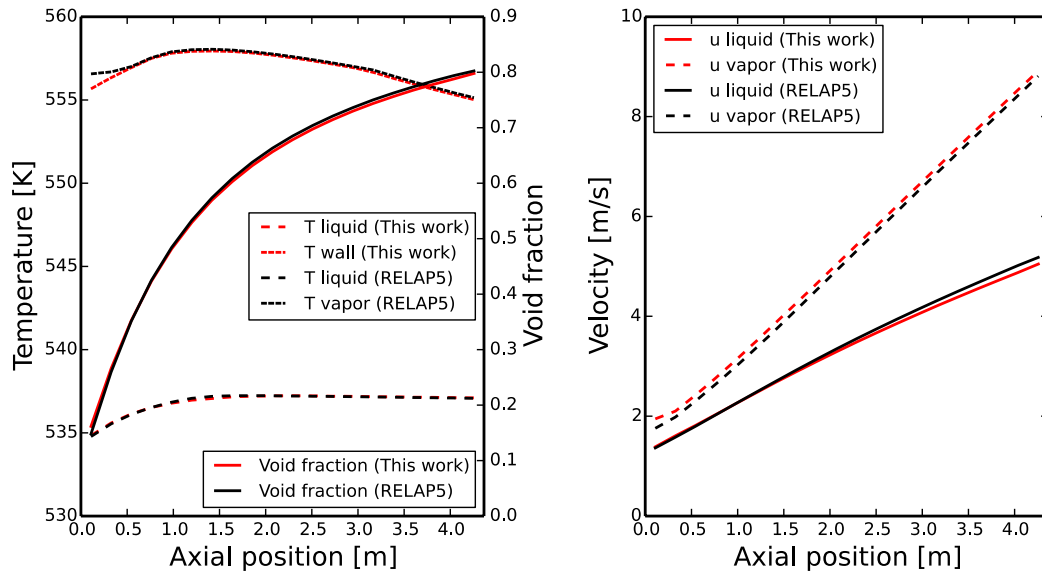 560
555
550
545
540
535
530
Temperature [K]
T liquid (This work)
T wall (This work)
T liquid (RELAP5)
T vapor (RELAP5)
Void fraction (This work)
Void fraction (RELAP5)
0.9
0.8
0.7
0.6
0.5
0.4
0.3
0.2
0.1
0.0
Void fraction
0.0 0.5 1.0 1.5 2.0 2.5 3.0 3.5 4.0
Axial position [m]
10
8
6
4
2
0
Velocity [m/s]
u liquid (This work)
u vapor (This work)
u liquid (RELAP5)
u vapor (RELAP5)
0.0 0.5 1.0 1.5 2.0 2.5 3.0 3.5 4.0
Axial position [m]